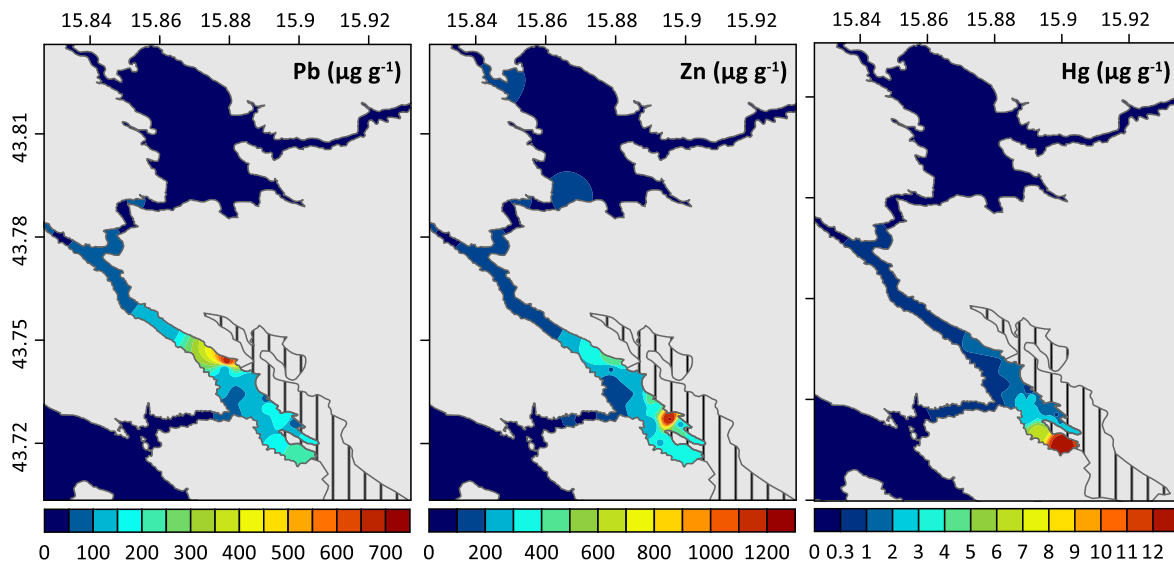 15.84 15.86 15.88 15.9 15.92
15.84 15.86 15.88 15.9 15.92
15.84 15.86 15.88 15.9 15.92
Pb (µg g⁻¹)
Zn (µg g⁻¹)
Hg (µg g⁻¹)
43.81
43.78
43.75
43.72
0 100 200 300 400 500 600 700
0 200 400 600 800 1000 1200
0 0.3 1 2 3 4 5 6 7 8 9 10 11 12